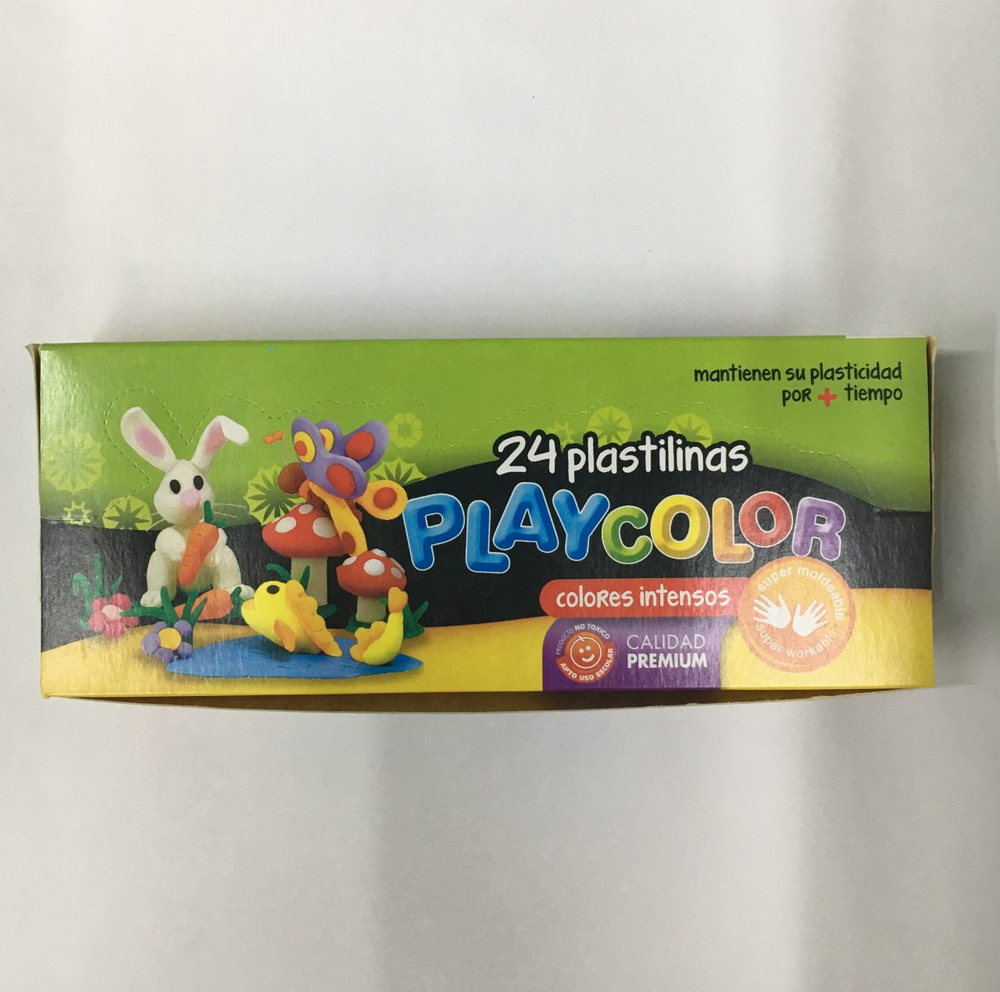 mantienen su plasticidad
por + tiempo
24 plastilinas
PLAYCOLOR
colores intensos
super moldeable
super workable
PRODUCTO NO TOXICO
APTO USO ESCOLAR
CALIDAD
PREMIUM